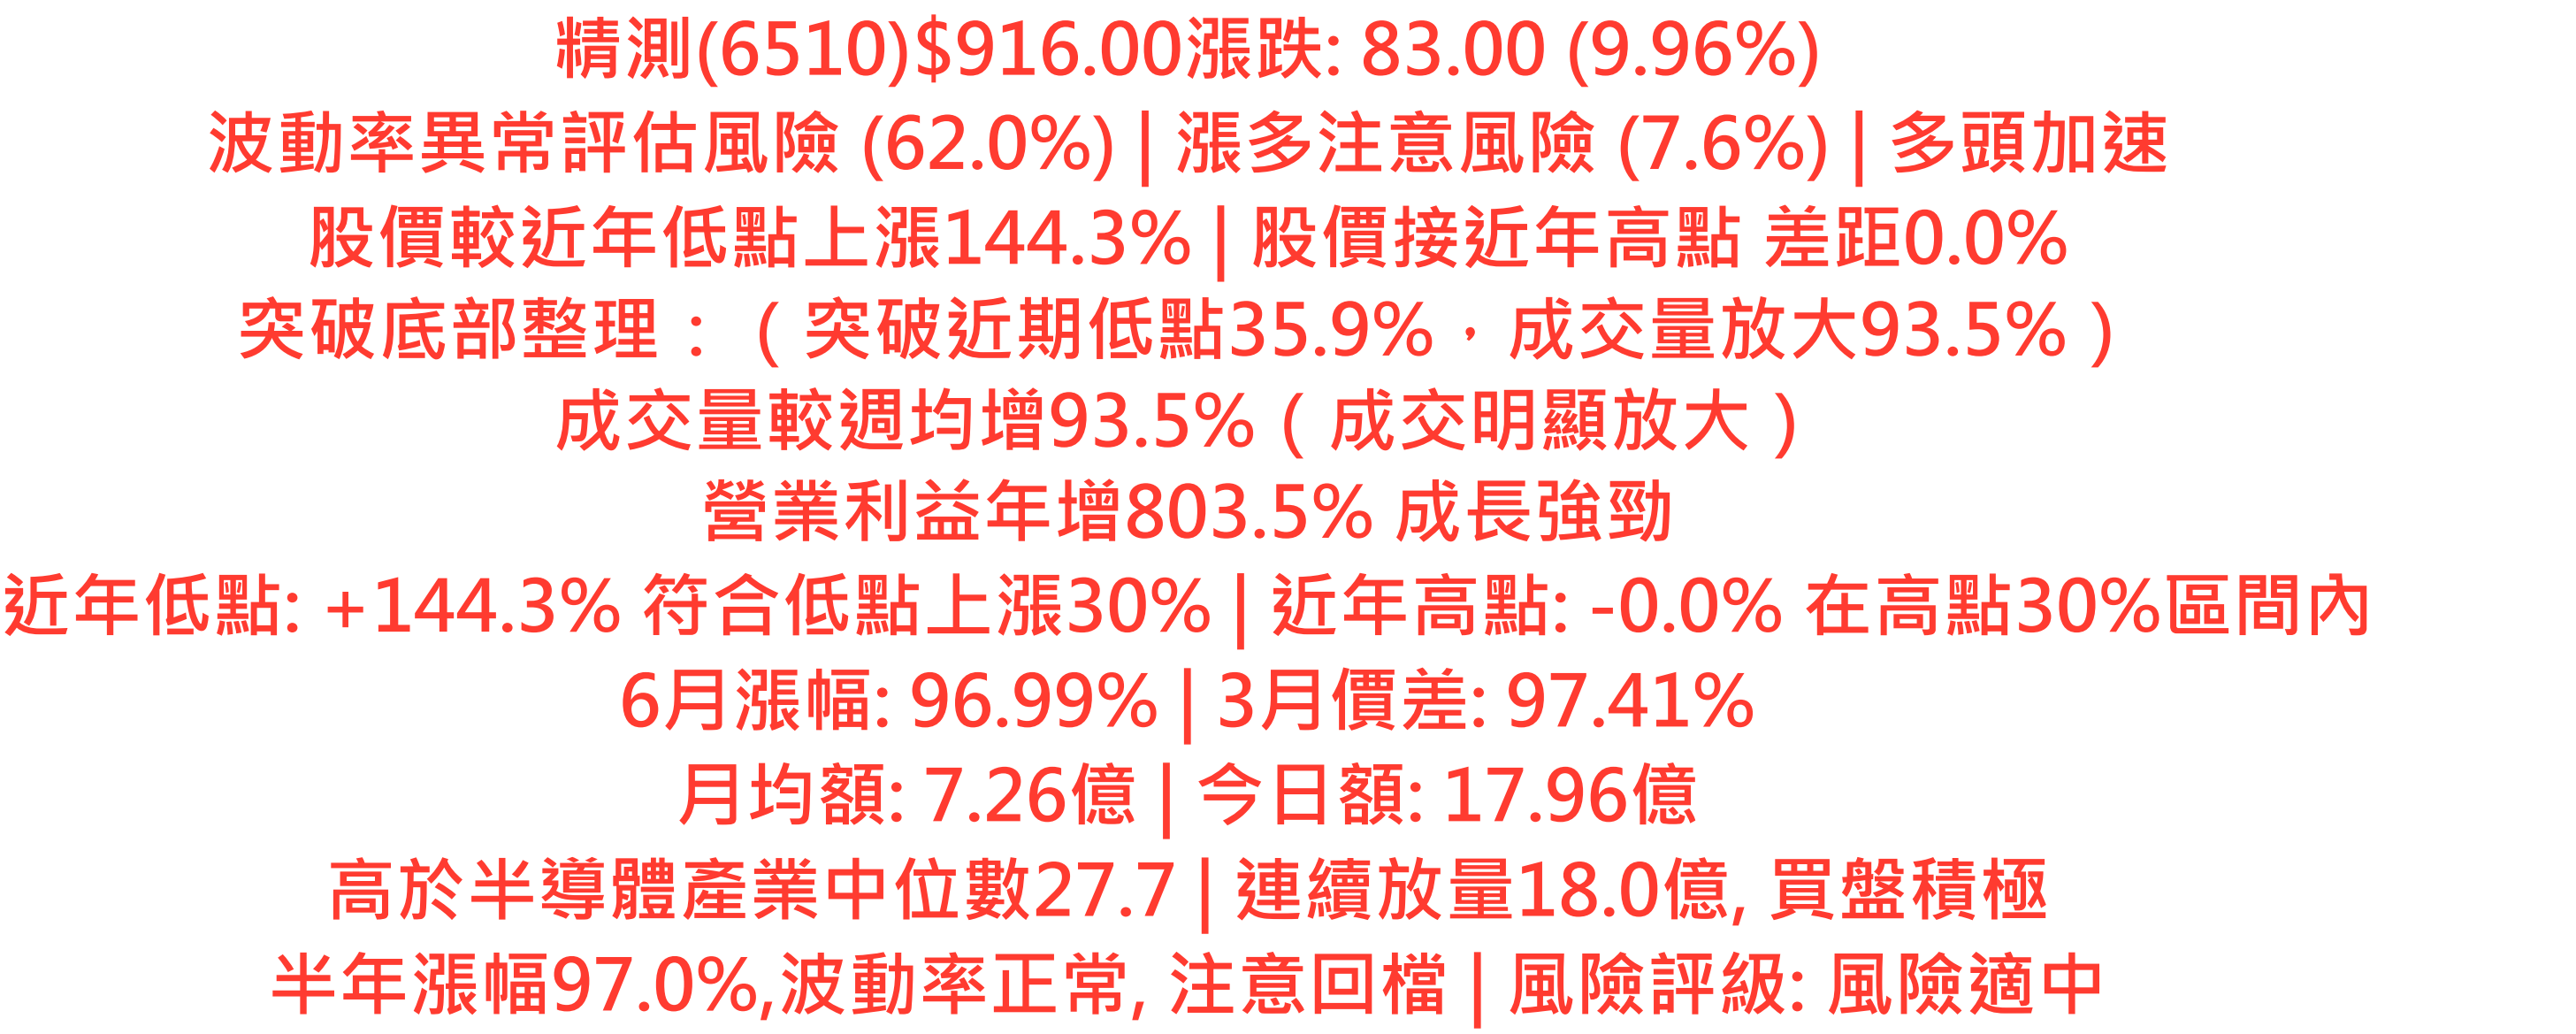 精測(6510)$916.00漲跌: 83.00 (9.96%)
波動率異常評估風險 (62.0%) | 漲多注意風險 (7.6%) | 多頭加速
股價較近年低點上漲144.3% | 股價接近年高點 差距0.0%
突破底部整理：（突破近期低點35.9%，成交量放大93.5%）
成交量較週均增93.5%（成交明顯放大）
營業利益年增803.5% 成長強勁
近年低點: +144.3% 符合低點上漲30% | 近年高點: -0.0% 在高點30%區間內
6月漲幅: 96.99% | 3月價差: 97.41%
月均額: 7.26億 | 今日額: 17.96億
高於半導體產業中位數27.7 | 連續放量18.0億, 買盤積極
半年漲幅97.0%,波動率正常, 注意回檔 | 風險評級: 風險適中